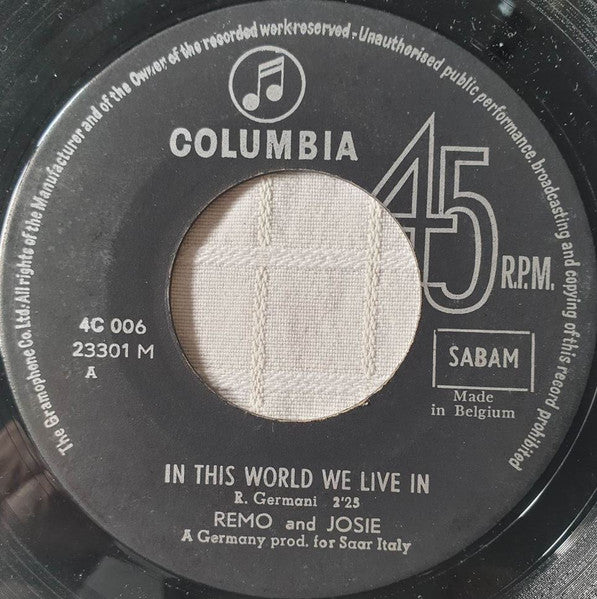 The Gramophone Co.Ltd.All rights of the Manufacturer and of the Owner of the recorded work reserved - Unauthorised public performance, broadcasting and copying of this record prohibited
COLUMBIA
45
R.P.M.
4C 006
23301 M
A
SABAM
Made
in Belgium
IN THIS WORLD WE LIVE IN
R. Germani 2'25
REMO and JOSIE
A Germany prod. for Saar Italy